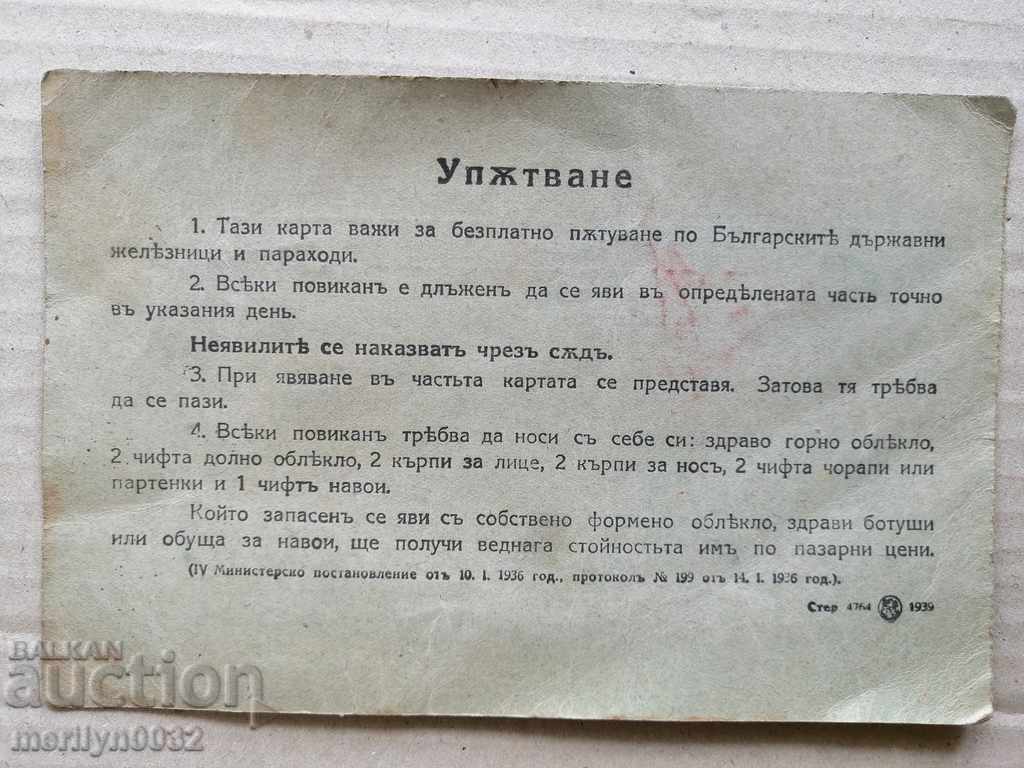 Упѫтване
1. Тази карта важи за безплатно пѫтуване по Българскитѣ държавни
желѣзници и параходи.
2. Всѣки повиканъ е длъженъ да се яви въ опредѣлената часть точно
въ указания день.
Неявилитѣ се наказватъ чрезъ сѫдъ.
3. При явяване въ частьта картата се представя. Затова тя трѣбва
да се пази.
4. Всѣки повиканъ трѣбва да носи съ себе си: здраво горно облѣкло,
2 чифта долно облѣкло, 2 кърпи за лице, 2 кърпи за носъ, 2 чифта чорапи или
партенки и 1 чифтъ навои.
Който запасенъ се яви съ собствено формено облѣкло, здрави ботуши
или обуща за навои, ще получи веднага стойностьта имъ по пазарни цени.
(IV Министерско постановление отъ 10. I. 1936 год., протоколъ № 199 отъ 14. I. 1936 год.).
Стер 4764 1939
BALKAN
auction
merilyn0032